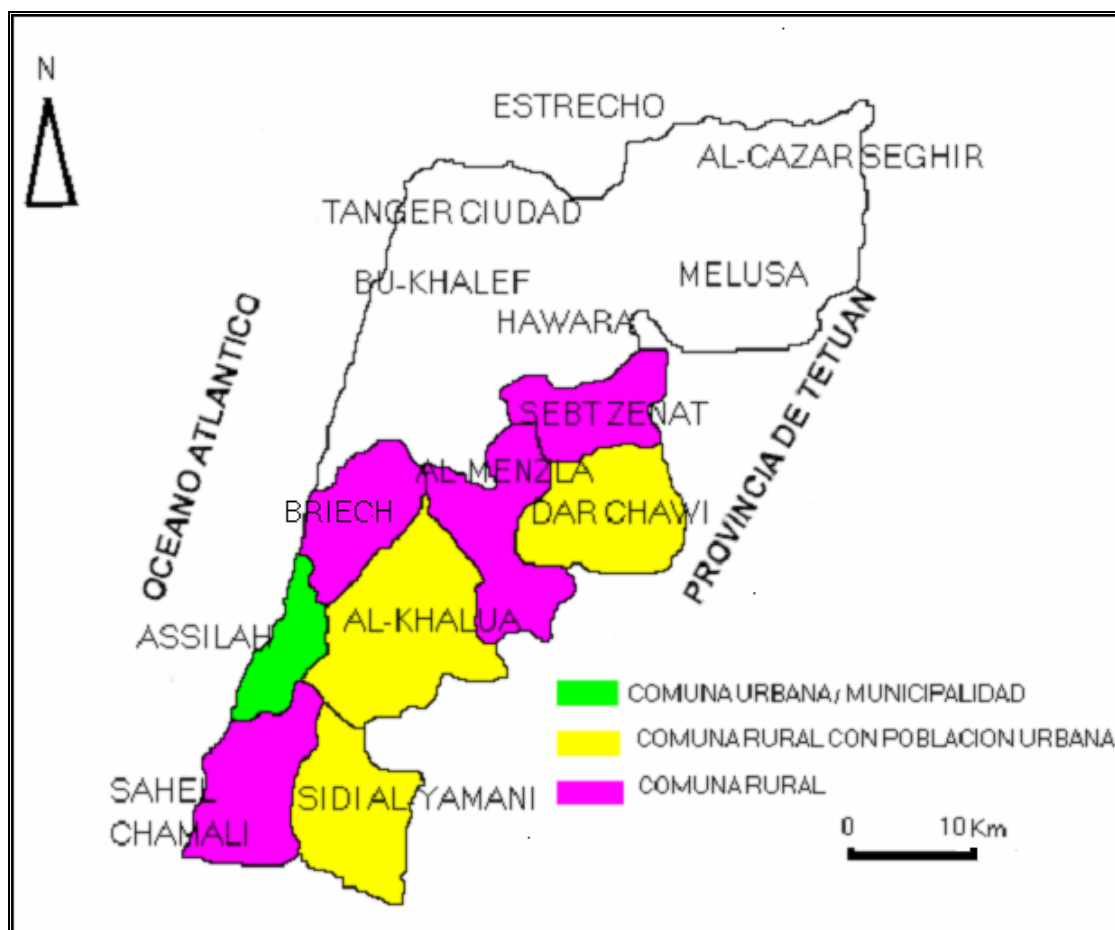 N
ESTRECHO
AL-CAZAR SEGHIR
TANGER CIUDAD
BU-KHALEF
MELUSA
HAWARA
OCEANO ATLANTICO
SEBT ZENAT
PROVINCIA DE TETUAN
AL-MENZLA
BRIECH
DAR CHAWI
ASSILAH
AL-KHALUA
COMUNA URBANA / MUNICIPALIDAD
COMUNA RURAL CON POBLACION URBANA
COMUNA RURAL
SAHEL
CHAMALI
SIDI AL YAMANI
0 10 Km